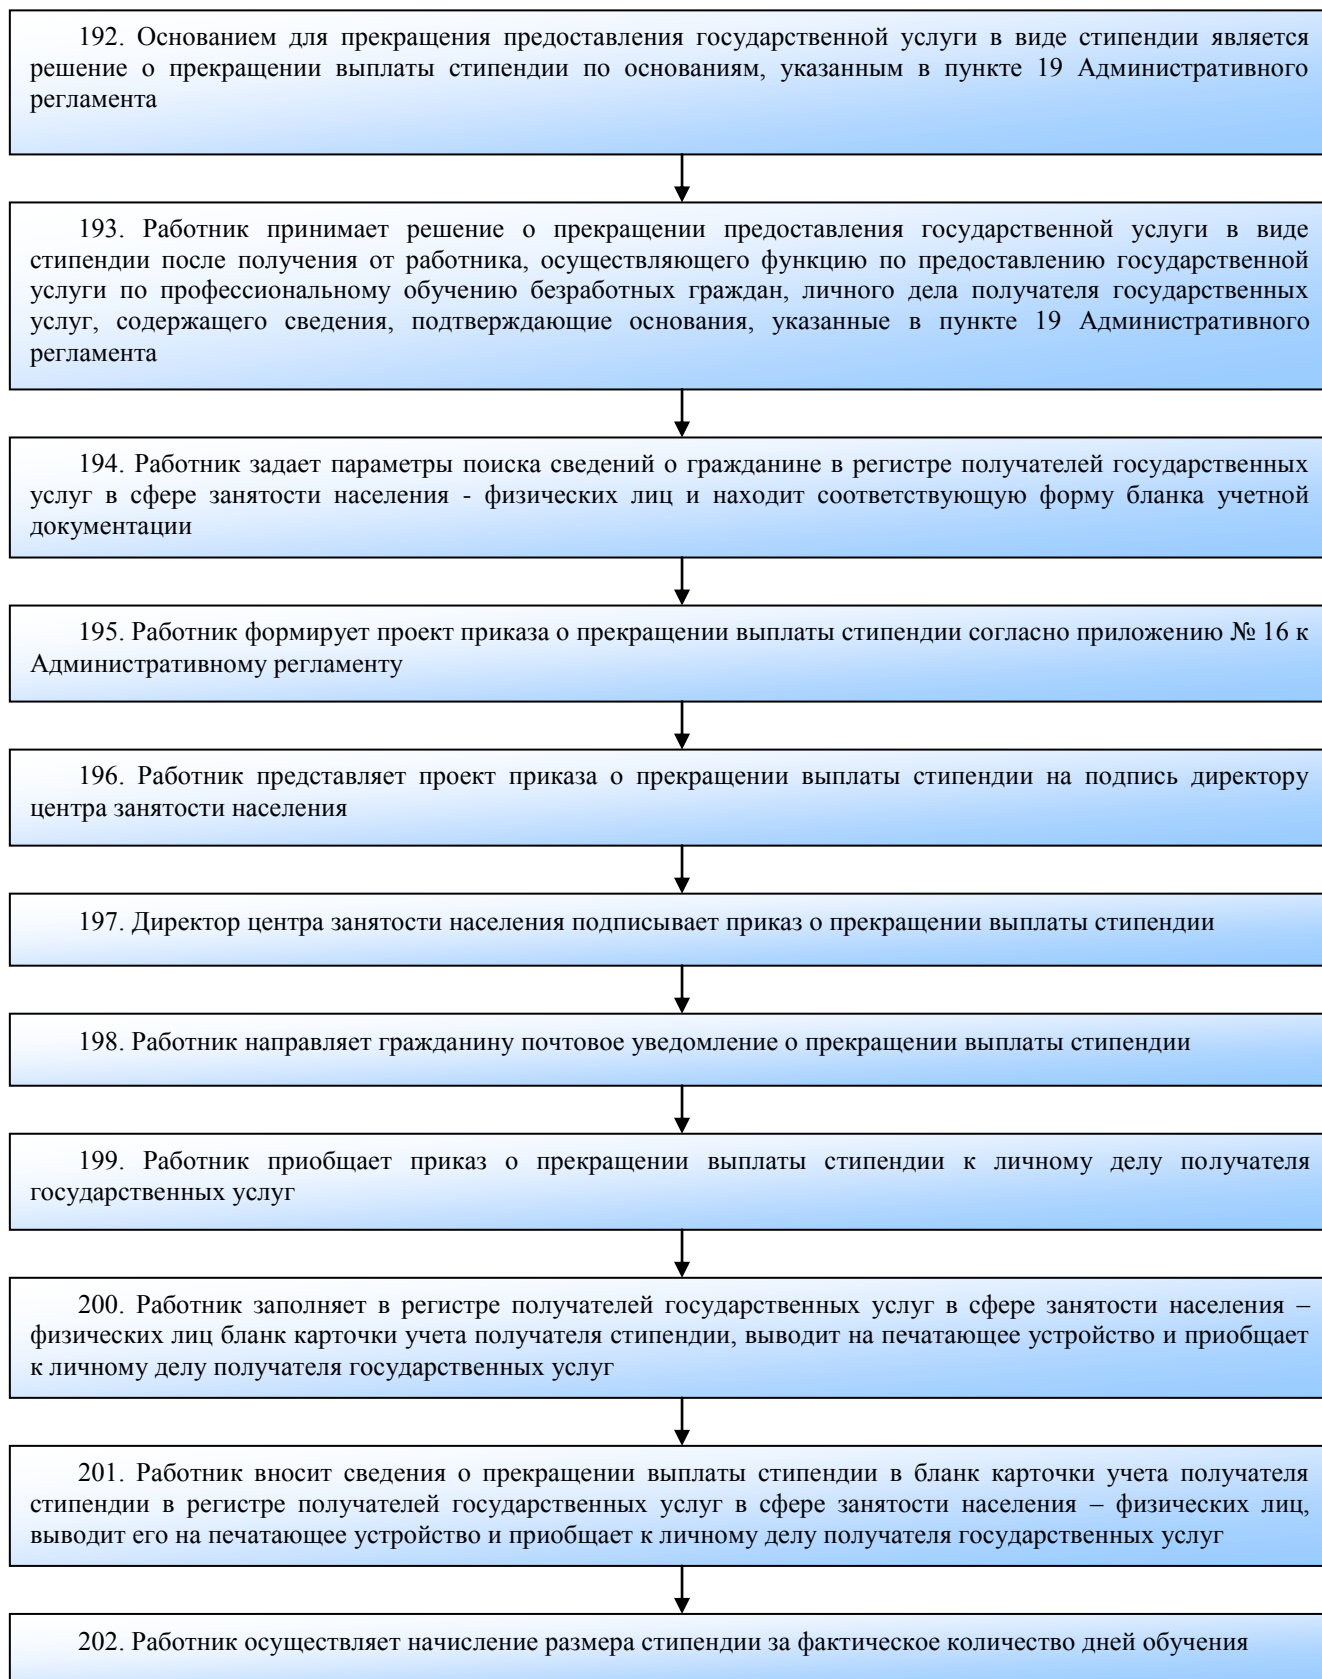 192. Основанием для прекращения предоставления государственной услуги в виде стипендии является
решение о прекращении выплаты стипендии по основаниям, указанным в пункте 19 Административного
регламента
193. Работник принимает решение о прекращении предоставления государственной услуги в виде
стипендии после получения от работника, осуществляющего функцию по предоставлению государственной
услуги по профессиональному обучению безработных граждан, личного дела получателя государственных
услуг, содержащего сведения, подтверждающие основания, указанные в пункте 19 Административного
регламента
194. Работник задает параметры поиска сведений о гражданине в регистре получателей государственных
услуг в сфере занятости населения - физических лиц и находит соответствующую форму бланка учетной
документации
195. Работник формирует проект приказа о прекращении выплаты стипендии согласно приложению № 16 к
Административному регламенту
196. Работник представляет проект приказа о прекращении выплаты стипендии на подпись директору
центра занятости населения
197. Директор центра занятости населения подписывает приказ о прекращении выплаты стипендии
198. Работник направляет гражданину почтовое уведомление о прекращении выплаты стипендии
199. Работник приобщает приказ о прекращении выплаты стипендии к личному делу получателя
государственных услуг
200. Работник заполняет в регистре получателей государственных услуг в сфере занятости населения –
физических лиц бланк карточки учета получателя стипендии, выводит на печатающее устройство и приобщает
к личному делу получателя государственных услуг
201. Работник вносит сведения о прекращении выплаты стипендии в бланк карточки учета получателя
стипендии в регистре получателей государственных услуг в сфере занятости населения – физических лиц,
выводит его на печатающее устройство и приобщает к личному делу получателя государственных услуг
202. Работник осуществляет начисление размера стипендии за фактическое количество дней обучения